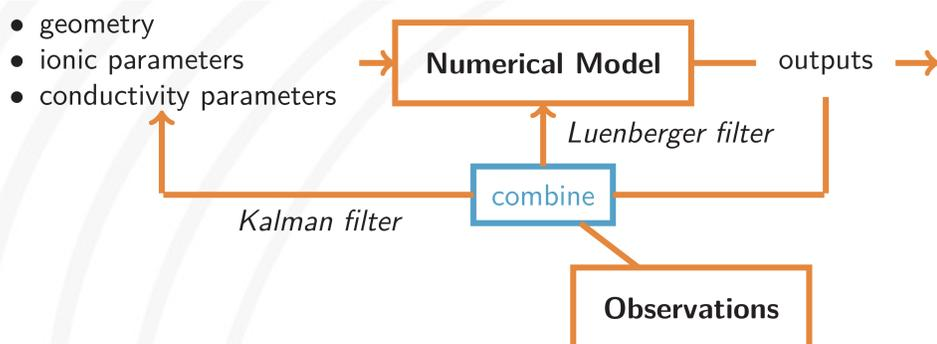 • geometry
• ionic parameters
• conductivity parameters
Numerical Model
outputs
Luenberger filter
combine
Kalman filter
Observations